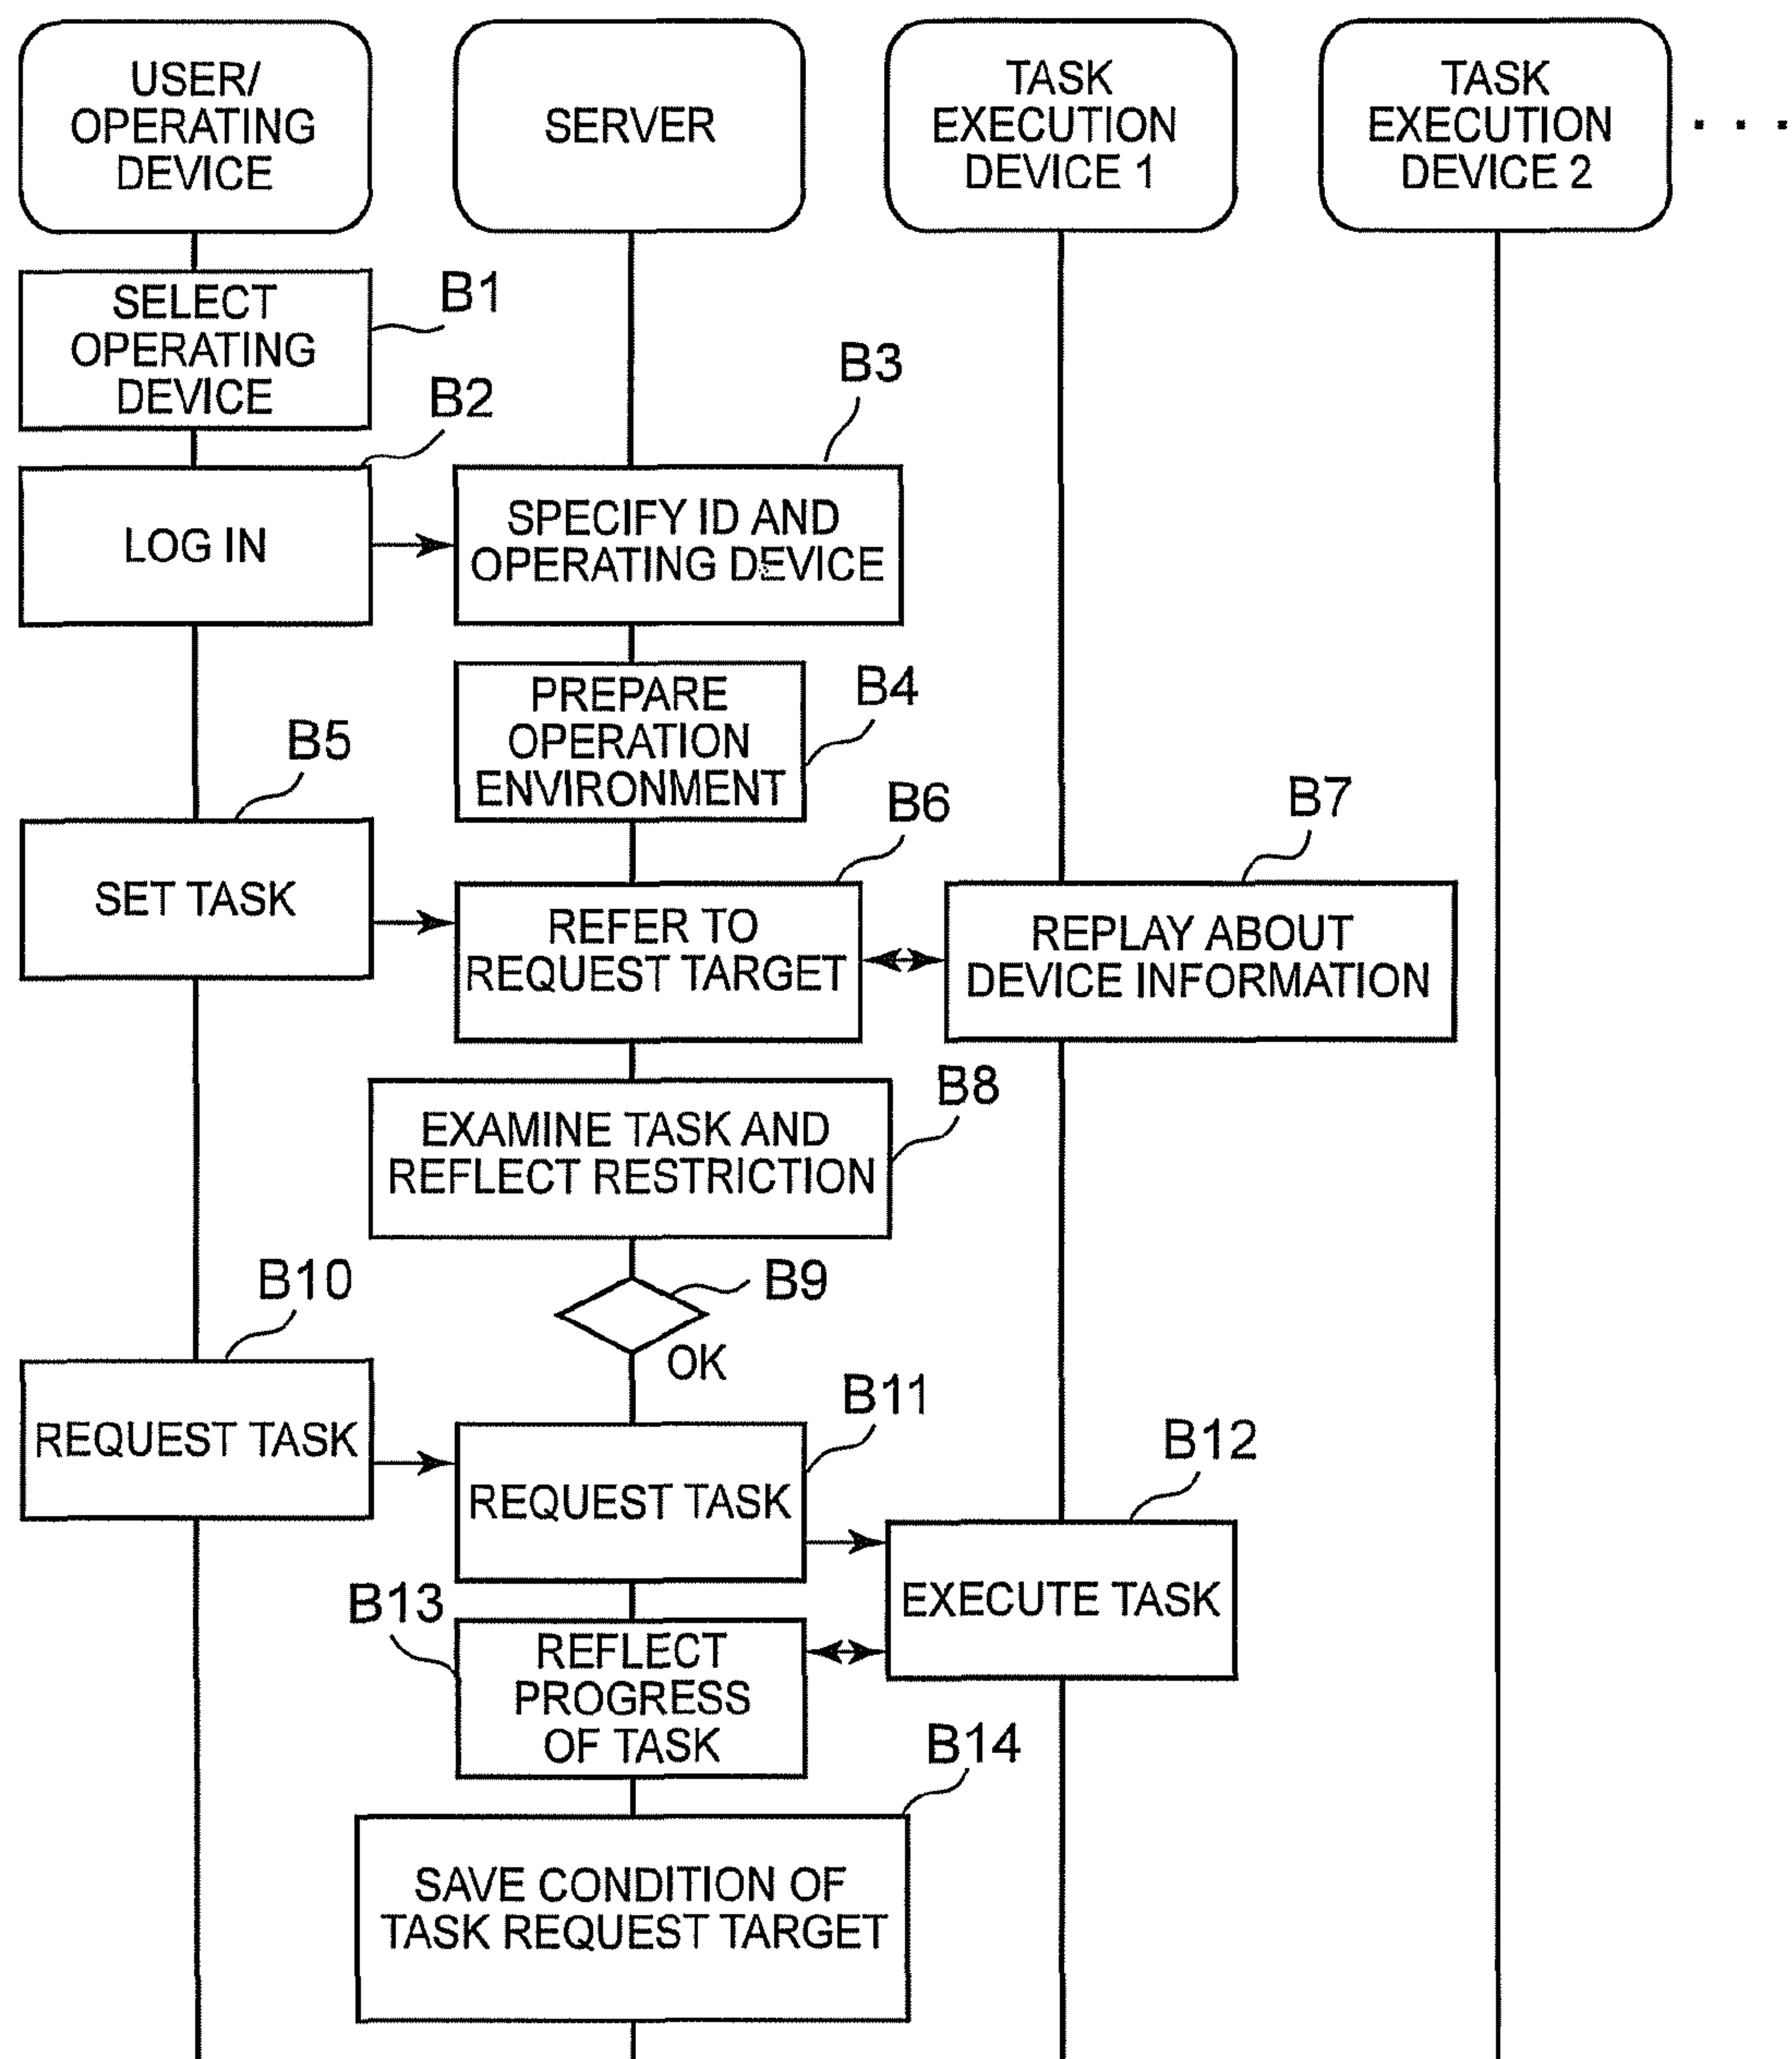 USER/
OPERATING
DEVICE
SERVER
TASK
EXECUTION
DEVICE 1
TASK
EXECUTION
DEVICE 2
. . .
SELECT
OPERATING
DEVICE
B1
B2
LOG IN
B3
SPECIFY ID AND
OPERATING DEVICE
PREPARE
OPERATION
ENVIRONMENT
B4
B5
SET TASK
B6
REFER TO
REQUEST TARGET
B7
REPLAY ABOUT
DEVICE INFORMATION
B8
EXAMINE TASK AND
REFLECT RESTRICTION
B9
OK
B10
REQUEST TASK
B11
REQUEST TASK
B12
EXECUTE TASK
B13
REFLECT
PROGRESS
OF TASK
B14
SAVE CONDITION OF
TASK REQUEST TARGET